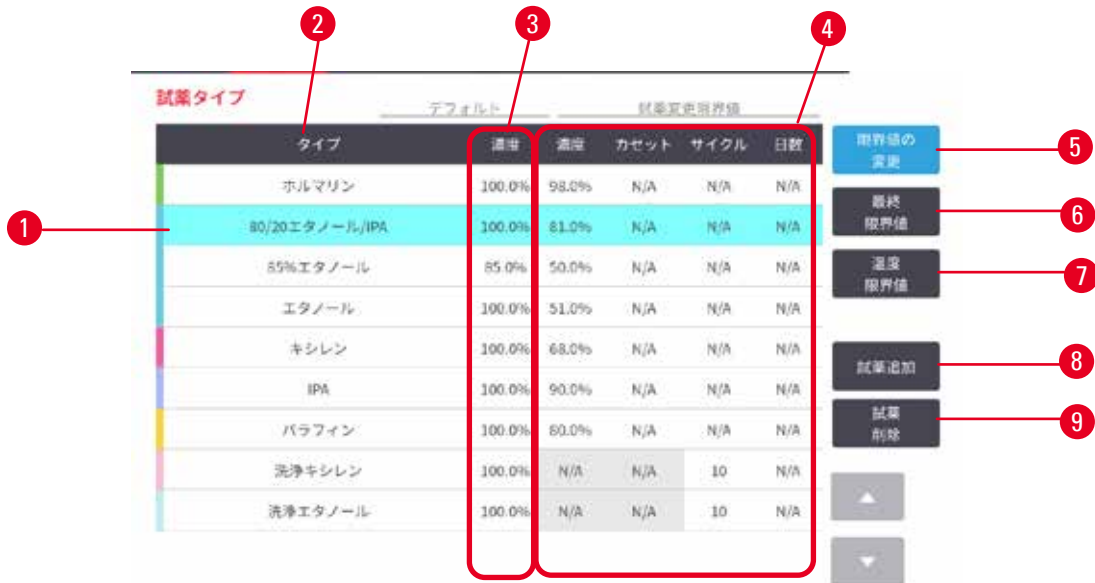 2 3 4
試薬タイプ
デフォルト 試薬変更限界値
タイプ 濃度 濃度 カセット サイクル 日数
限界値の
変更
5
ホルマリン 100.0% 98.0% N/A N/A N/A
最終
限界値
6
1
80/20エタノール/IPA 100.0% 81.0% N/A N/A N/A
85%エタノール 85.0% 50.0% N/A N/A N/A
温度
限界値
7
エタノール 100.0% 51.0% N/A N/A N/A
キシレン 100.0% 68.0% N/A N/A N/A
試薬追加
8
IPA 100.0% 90.0% N/A N/A N/A
試薬
削除
9
パラフィン 100.0% 80.0% N/A N/A N/A
洗浄キシレン 100.0% N/A N/A 10 N/A
洗浄エタノール 100.0% N/A N/A 10 N/A